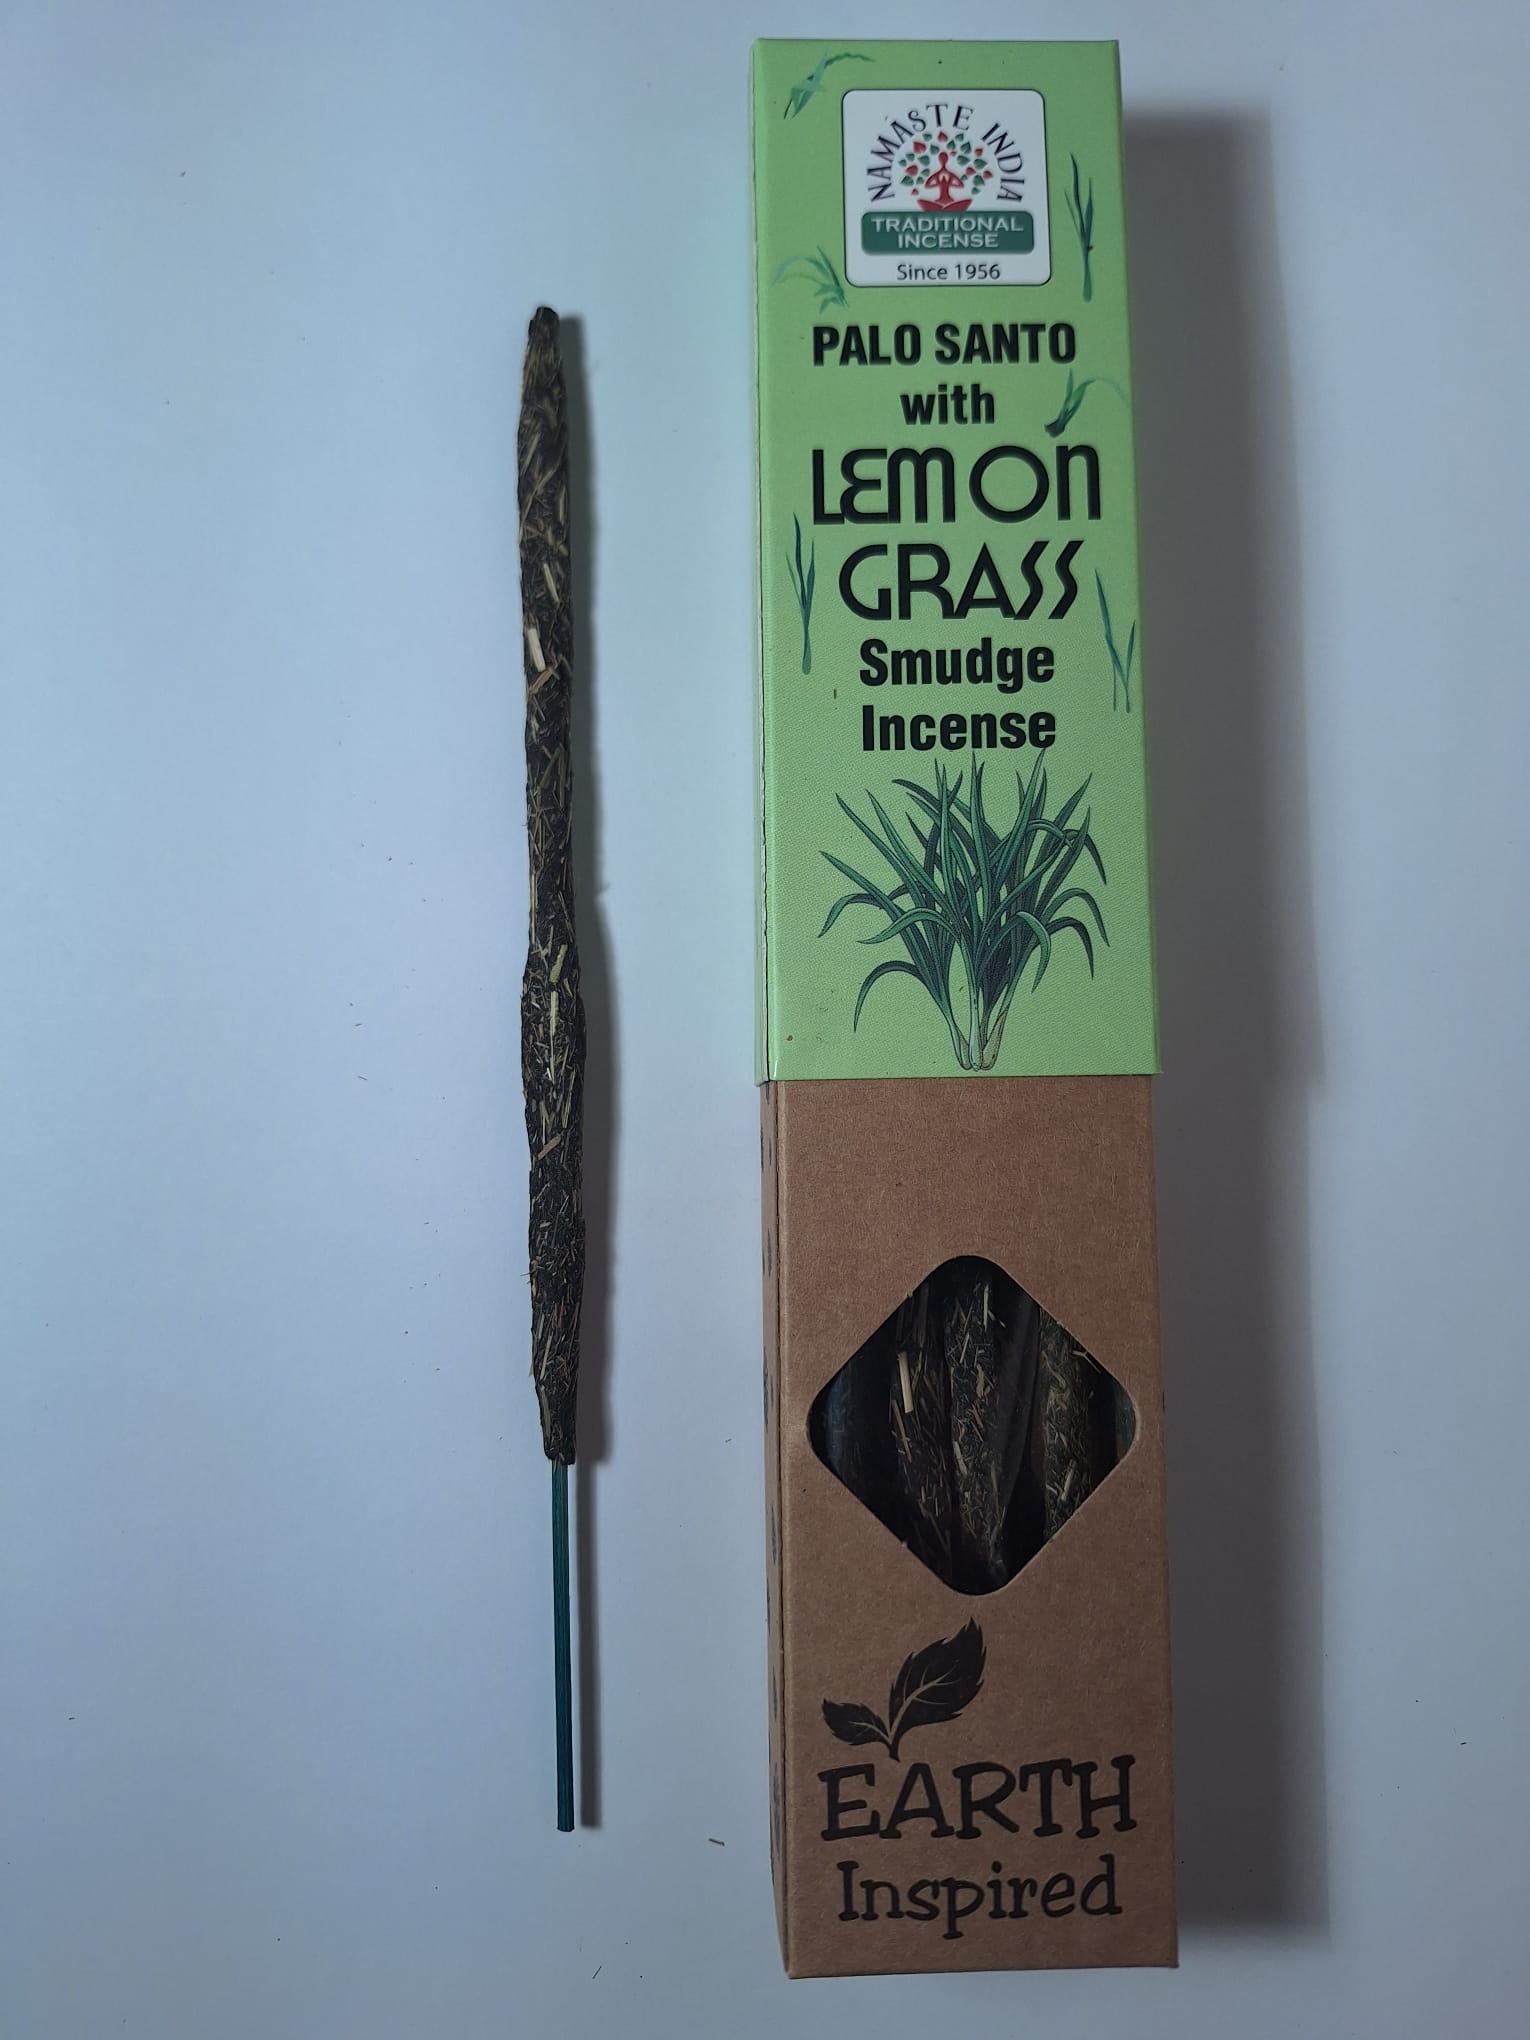 NAMASTE INDIA
TRADITIONAL
INCENSE
Since 1956
PALO SANTO
with
LEMON
GRASS
Smudge
Incense
EARTH
Inspired